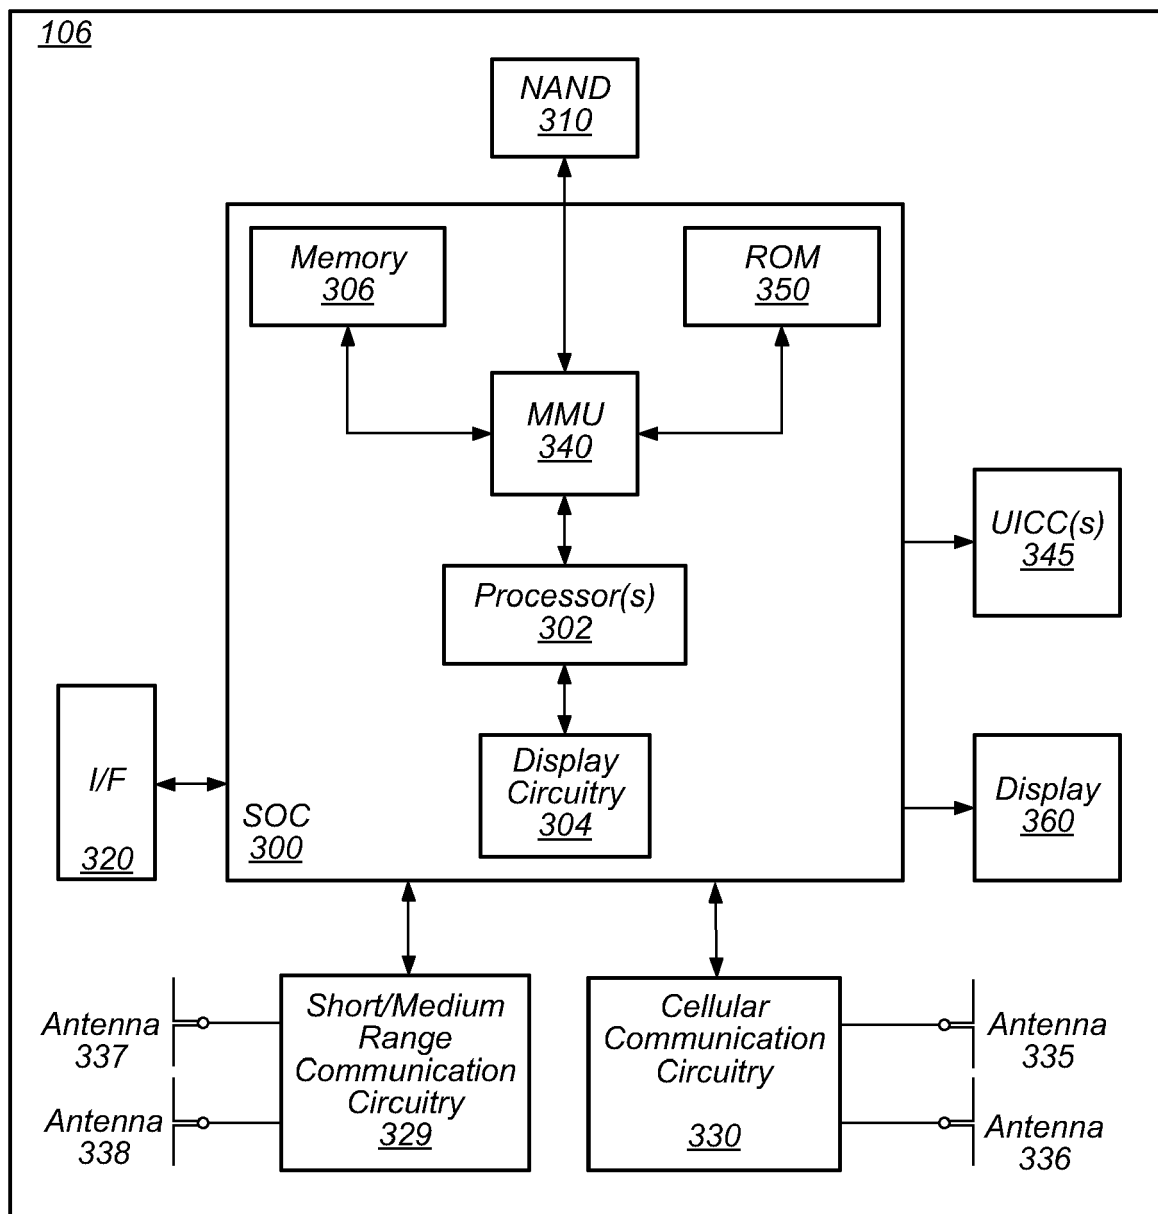 106
NAND
310
Memory
306
ROM
350
MMU
340
UICC(s)
345
Processor(s)
302
I/F
320
Display
Circuitry
304
SOC
300
Display
360
Short/Medium
Range
Communication
Circuitry
329
Cellular
Communication
Circuitry
330
Antenna
337
Antenna
338
Antenna
335
Antenna
336